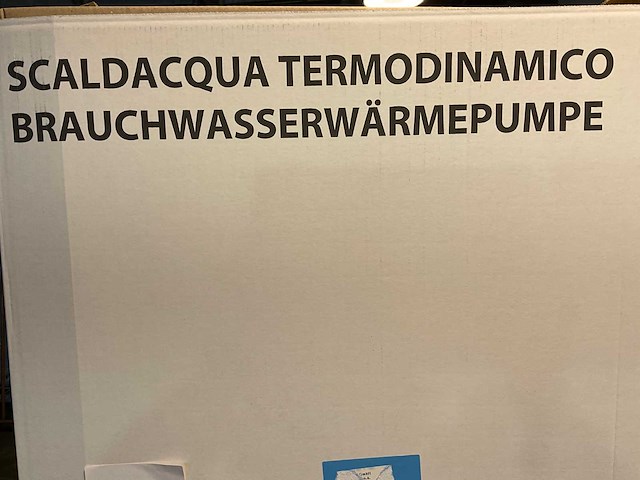 SCALDACQUA TERMODINAMICO
BRAUCHWASSERWÄRMEPUMPE